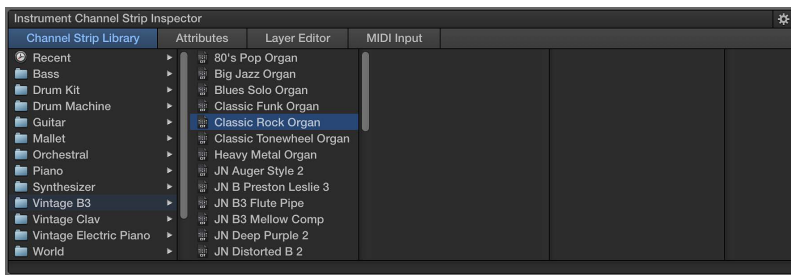 Instrument Channel Strip Inspector
Channel Strip Library Attributes Layer Editor MIDI Input
Recent
Bass
Drum Kit
Drum Machine
Guitar
Mallet
Orchestral
Piano
Synthesizer
Vintage B3
Vintage Clav
Vintage Electric Piano
World
80's Pop Organ
Big Jazz Organ
Blues Solo Organ
Classic Funk Organ
Classic Rock Organ
Classic Tonewheel Organ
Heavy Metal Organ
JN Auger Style 2
JN B Preston Leslie 3
JN B3 Flute Pipe
JN B3 Mellow Comp
JN Deep Purple 2
JN Distorted B 2